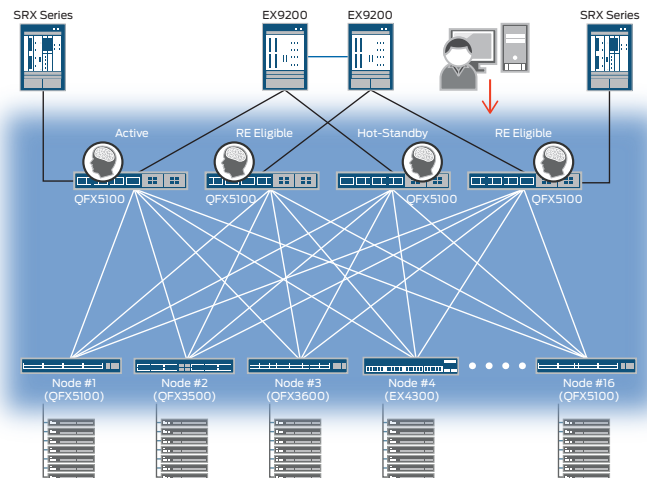 SRX Series
EX9200
EX9200
SRX Series
Active
RE Eligible
Hot-Standby
RE Eligible
QFX5100
QFX5100
QFX5100
QFX5100
Node #1
(QFX5100)
Node #2
(QFX3500)
Node #3
(QFX3600)
Node #4
(EX4300)
Node #16
(QFX5100)